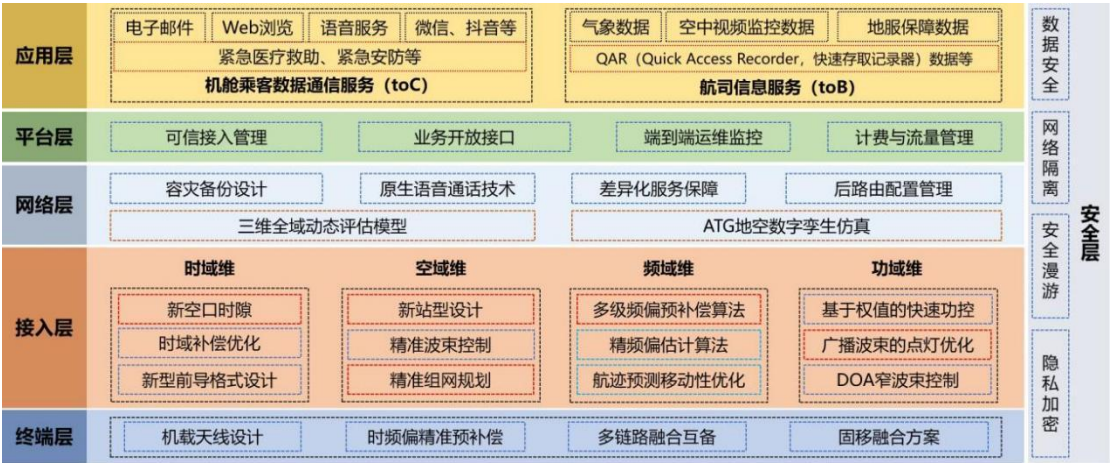 应用层
电子邮件 Web浏览 语音服务 微信、抖音等
紧急医疗救助、紧急安防等
机舱乘客数据通信服务（toC）
气象数据 空中视频监控数据 地服保障数据
QAR（Quick Access Recorder，快速存取记录器）数据等
航司信息服务（toB）
平台层
可信接入管理 业务开放接口 端到端运维监控 计费与流量管理
网络层
容灾备份设计 原生语音通话技术 差异化服务保障 后路由配置管理
三维全域动态评估模型 ATG地空数字孪生仿真
接入层
时域维
新空口时隙
时域补偿优化
新型前导格式设计
空域维
新站型设计
精准波束控制
精准组网规划
频域维
多级频偏预补偿算法
精频偏估计算法
航迹预测移动性优化
功域维
基于权值的快速功控
广播波束的点灯优化
DOA窄波束控制
终端层
机载天线设计 时频偏精准预补偿 多链路融合互备 固移融合方案
数据安全
网络隔离
安全漫游
隐私加密
安全层